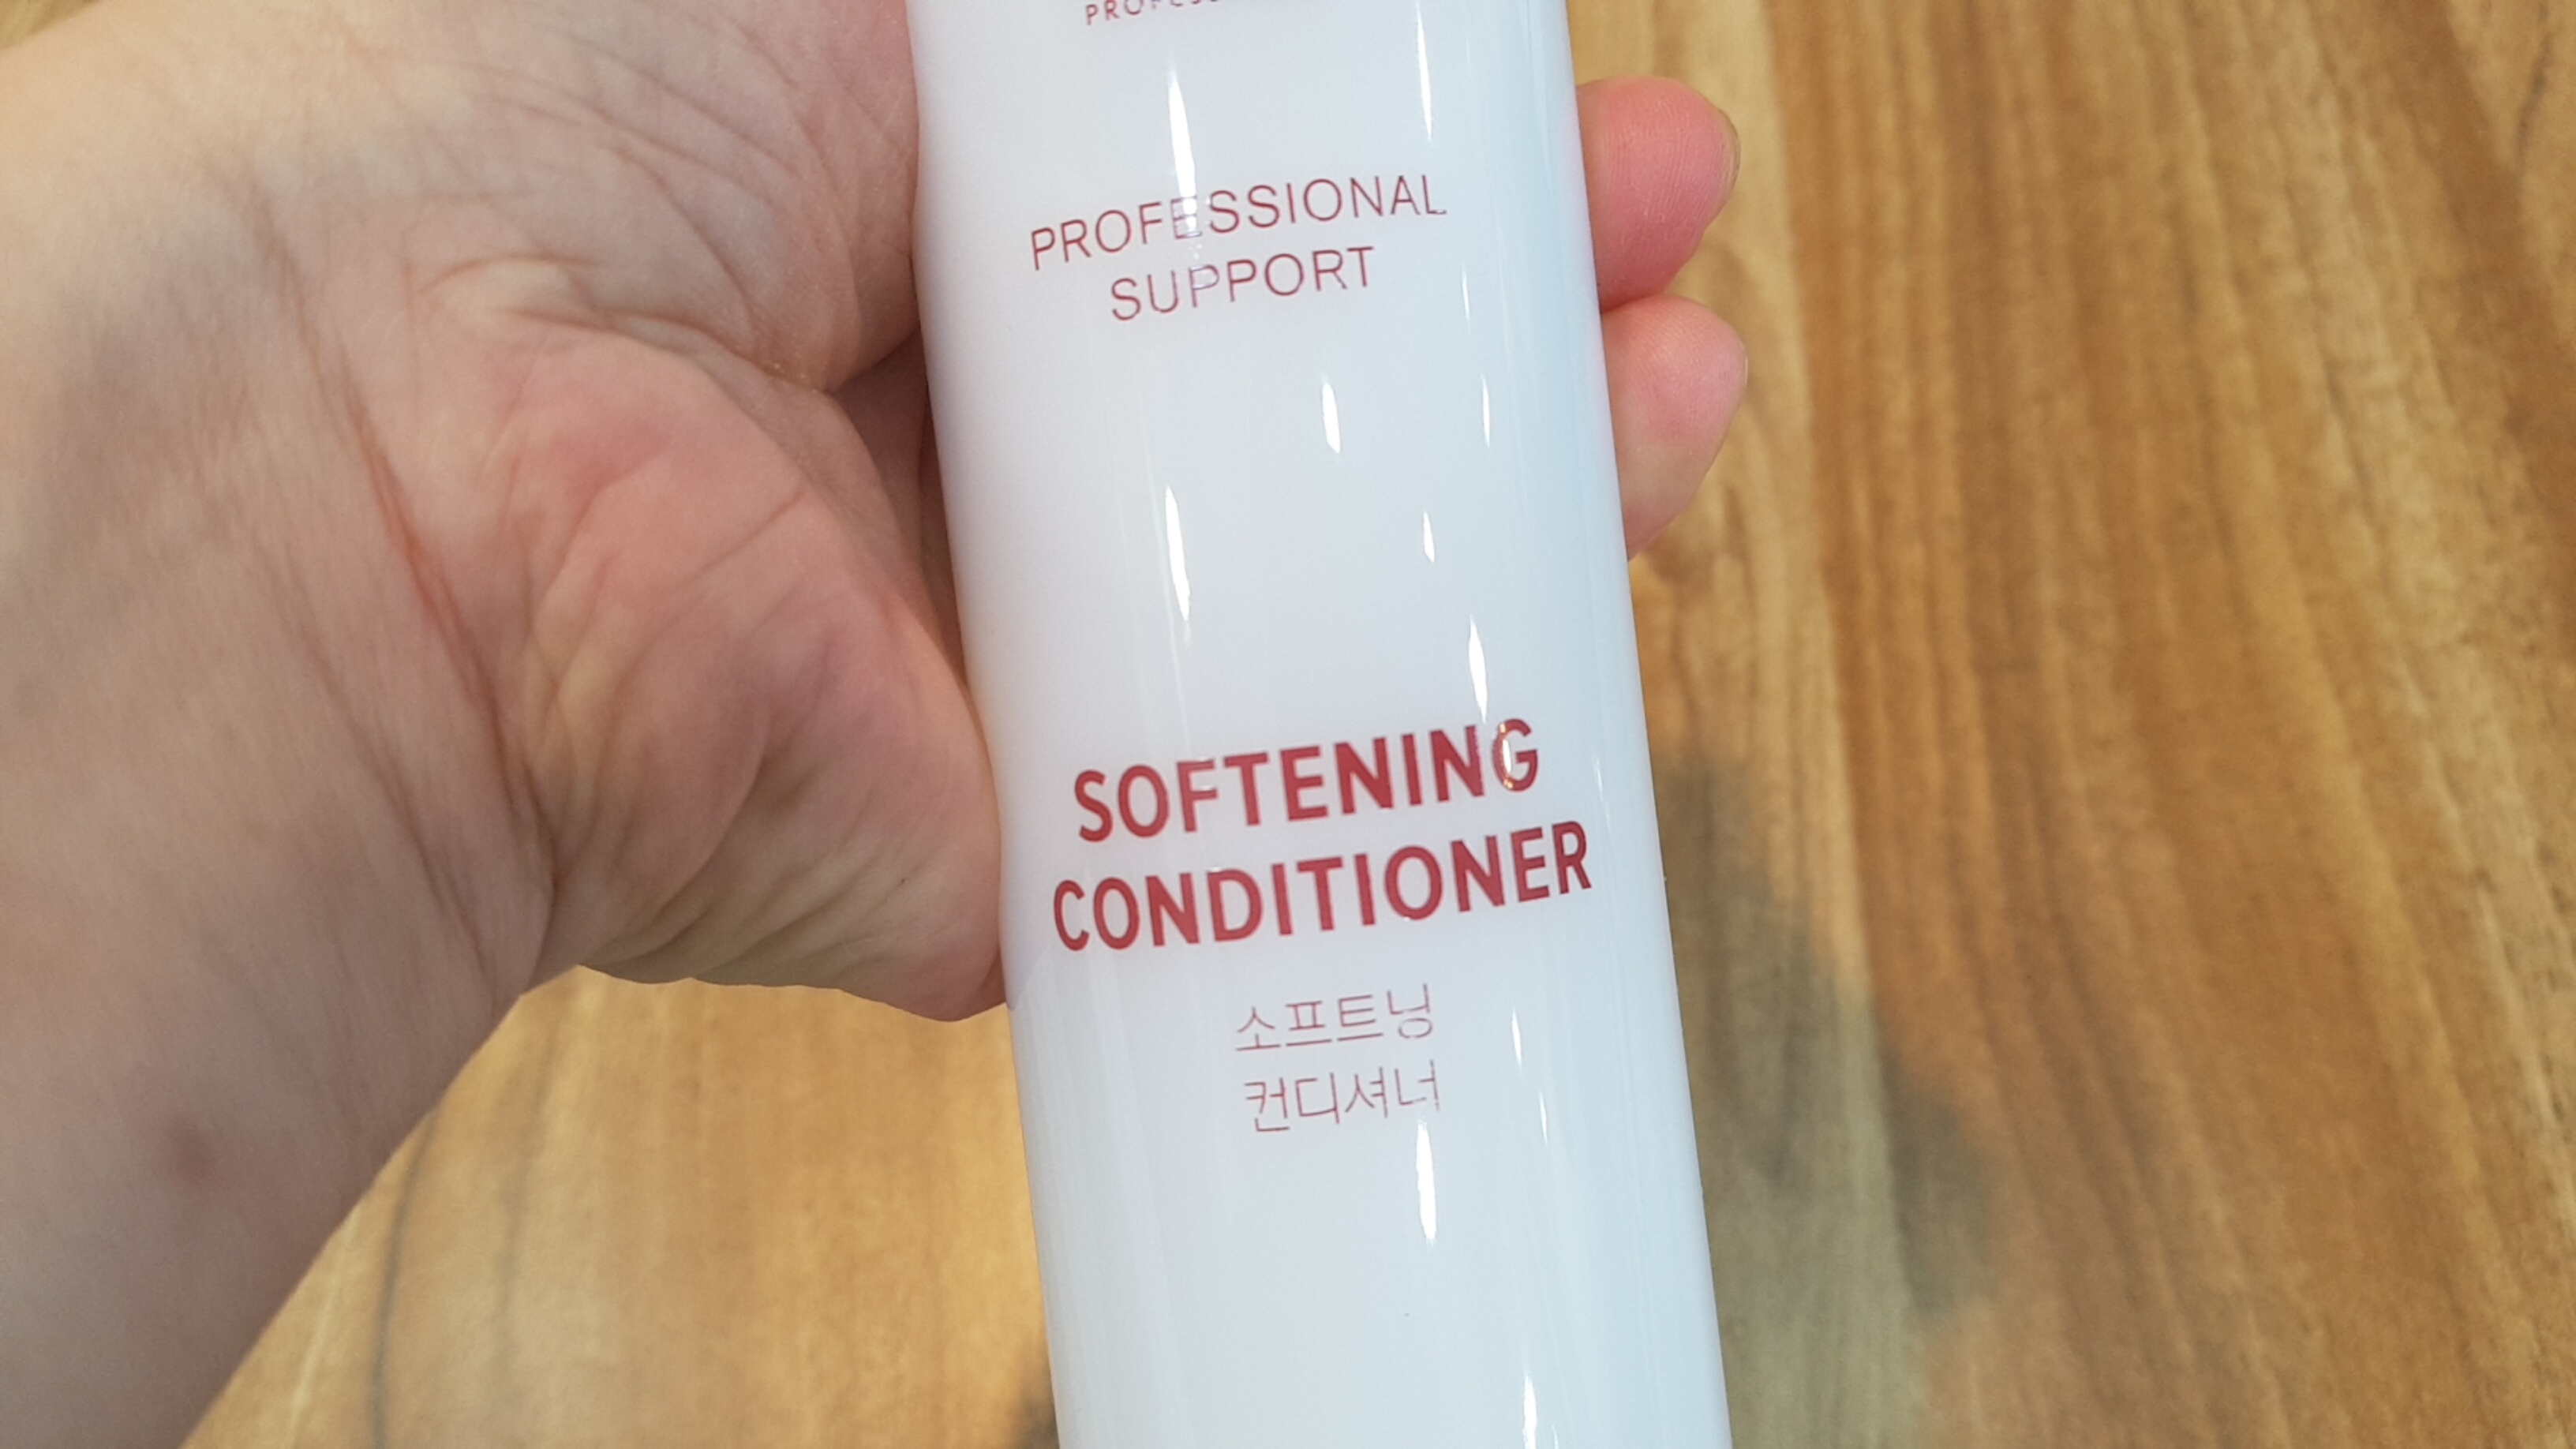 PROFESSIONAL
SUPPORT
SOFTENING
CONDITIONER
소프트닝
컨디셔너